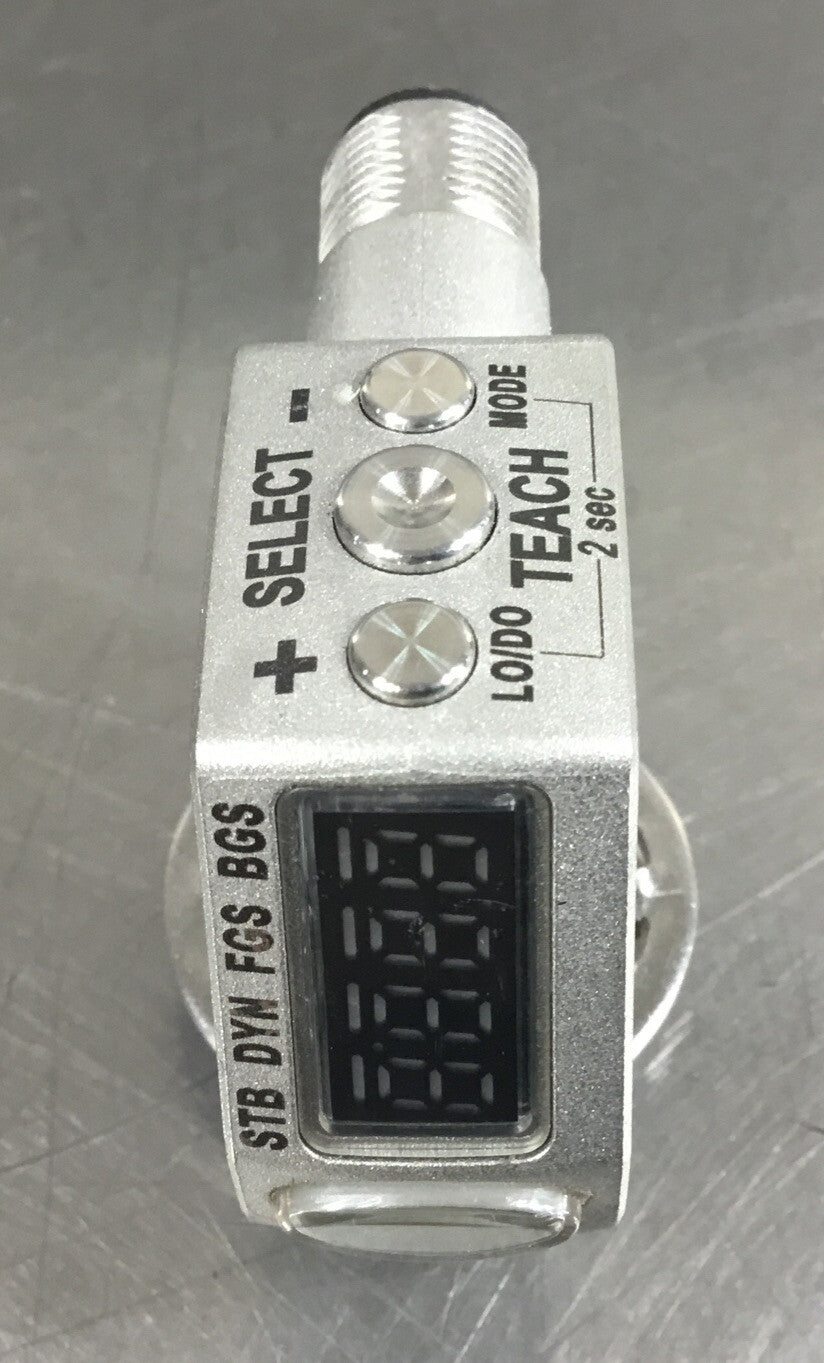 + SELECT -
LO/DO TEACH MODE
2 sec
STB DYN FGS BGS